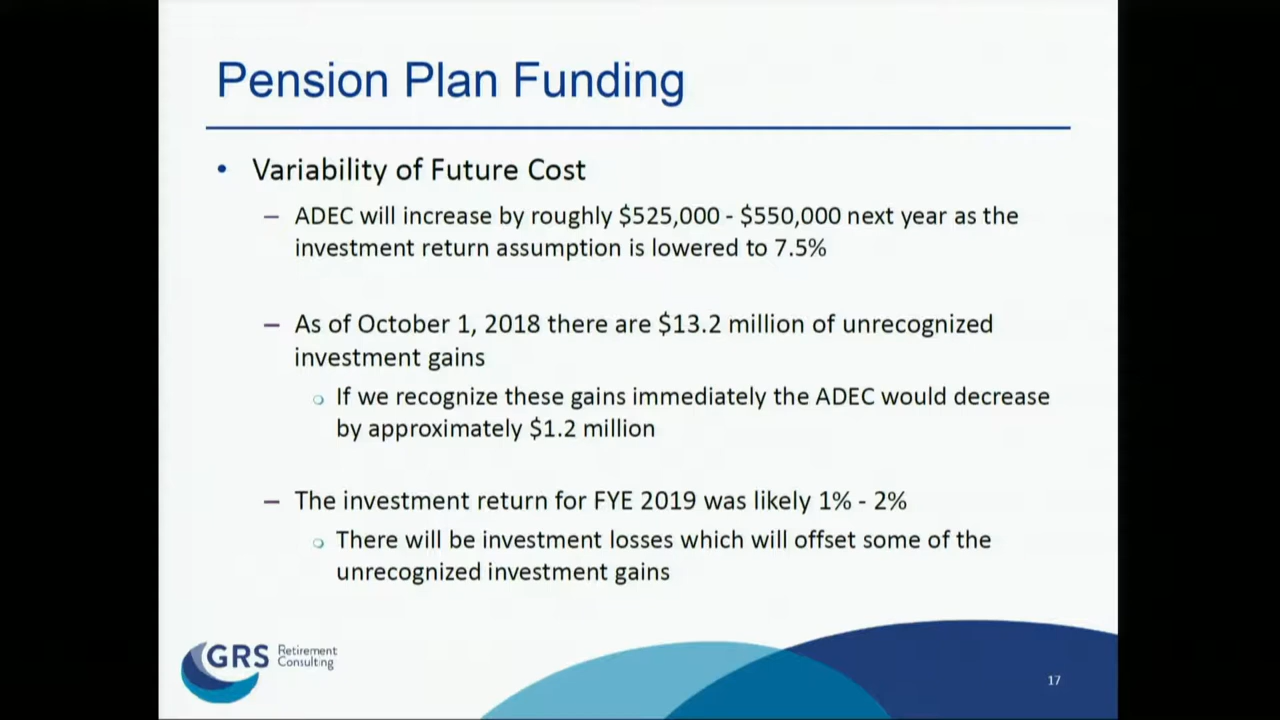 Pension Plan Funding
• Variability of Future Cost
– ADEC will increase by roughly $525,000 - $550,000 next year as the
investment return assumption is lowered to 7.5%
– As of October 1, 2018 there are $13.2 million of unrecognized
investment gains
○ If we recognize these gains immediately the ADEC would decrease
by approximately $1.2 million
– The investment return for FYE 2019 was likely 1% - 2%
○ There will be investment losses which will offset some of the
unrecognized investment gains
GRS Retirement
Consulting
17